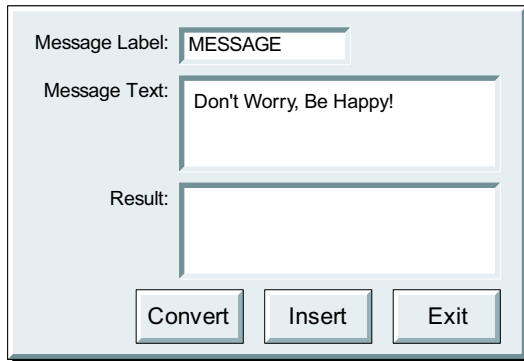 Message Label: MESSAGE
Message Text: Don't Worry, Be Happy!
Result:
Convert Insert Exit